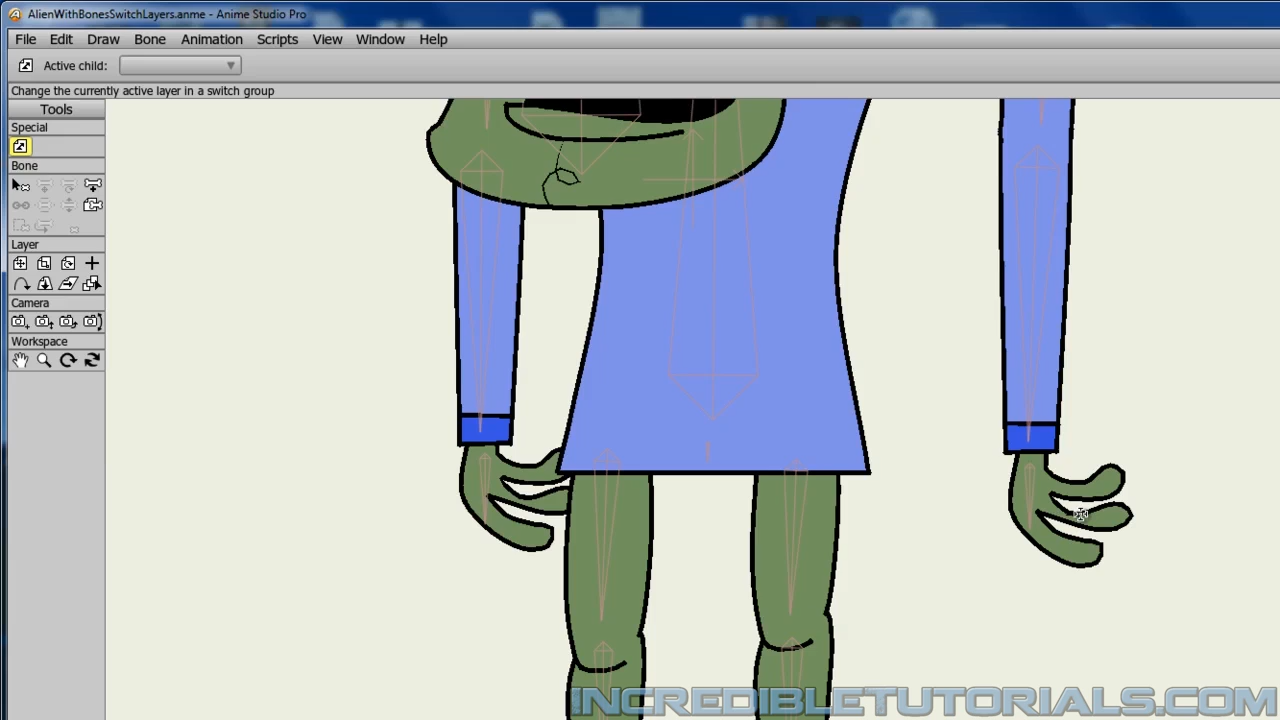 AlienWithBonesSwitchLayers.anme - Anime Studio Pro
File Edit Draw Bone Animation Scripts View Window Help
Active child:
Change the currently active layer in a switch group
Tools
Special
Bone
Layer
Camera
Workspace
INCREDIBLETUTORIALS.COM